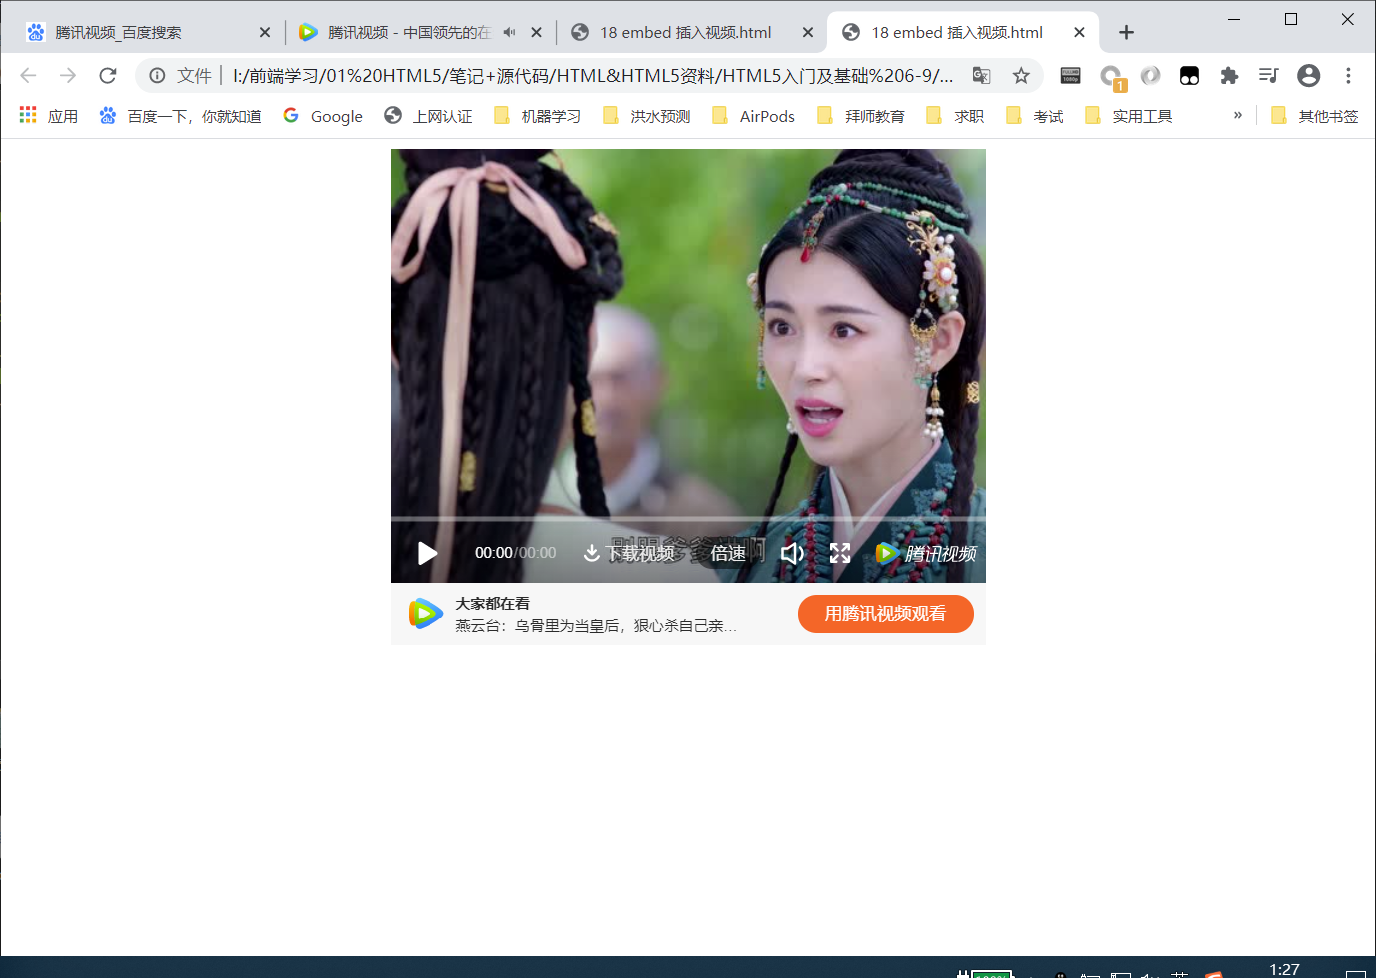 腾讯视频_百度搜索
腾讯视频 - 中国领先的在
18 embed 插入视频.html
18 embed 插入视频.html
文件 I:/前端学习/01%20HTML5/笔记+源代码/HTML&HTML5资料/HTML5入门及基础%206-9/...
1
应用 百度一下，你就知道 Google 上网认证 机器学习 洪水预测 AirPods 拜师教育 求职 考试 实用工具 » 其他书签
00:00/00:00 下载视频 倍速 腾讯视频
大家都在看
燕云台：乌骨里为当皇后，狠心杀自己亲...
用腾讯视频观看
100%
英
1:27